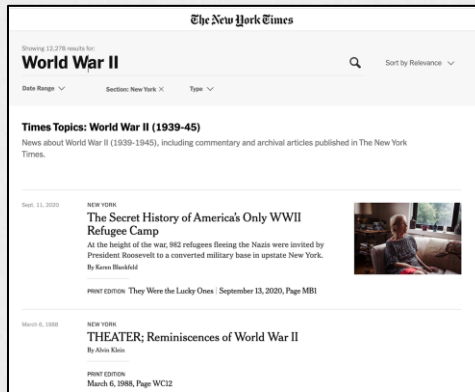 The New York Times
Showing 12,278 results for:
World War II
Sort by Relevance
Date Range
Section: New York ×
Type
Times Topics: World War II (1939-45)
News about World War II (1939-1945), including commentary and archival articles published in The New York
Times.
Sept. 11, 2020
NEW YORK
The Secret History of America's Only WWII
Refugee Camp
At the height of the war, 982 refugees fleeing the Nazis were invited by
President Roosevelt to a converted military base in upstate New York.
By Keren Blankfeld
PRINT EDITION They Were the Lucky Ones | September 13, 2020, Page MB1
March 6, 1988
NEW YORK
THEATER; Reminiscences of World War II
By Alvin Klein
PRINT EDITION
March 6, 1988, Page WC12